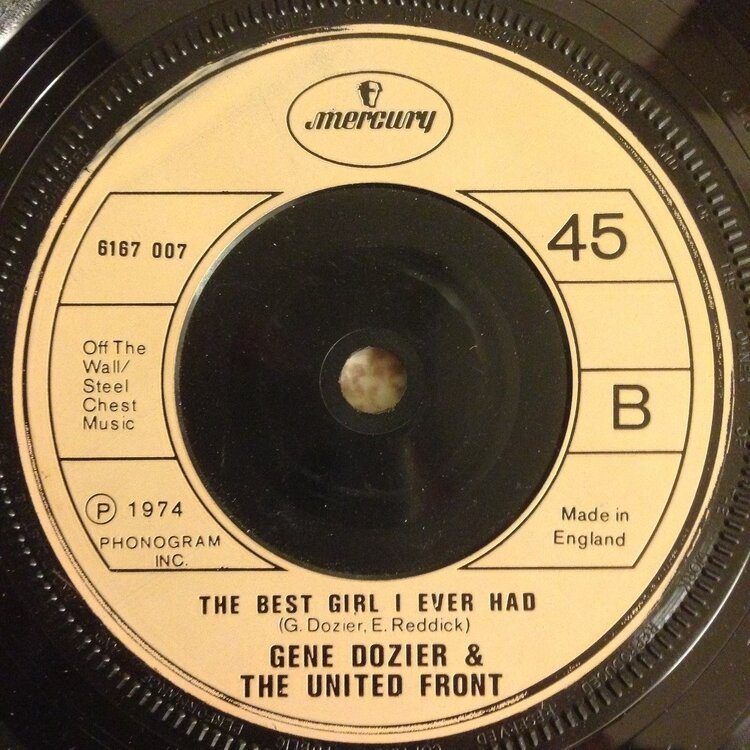 mercury
6167 007
45
Off The
Wall/
Steel
Chest
Music
B
Ⓟ 1974
PHONOGRAM
INC.
Made in
England
THE BEST GIRL I EVER HAD
(G. Dozier, E. Reddick)
GENE DOZIER &
THE UNITED FRONT